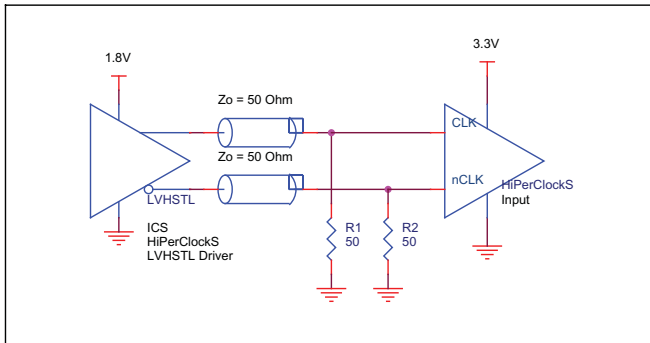 1.8V
3.3V
Zo = 50 Ohm
CLK
Zo = 50 Ohm
nCLK
LVHSTL
HiPerClockS
Input
ICS
HiPerClockS
LVHSTL Driver
R1
50
R2
50